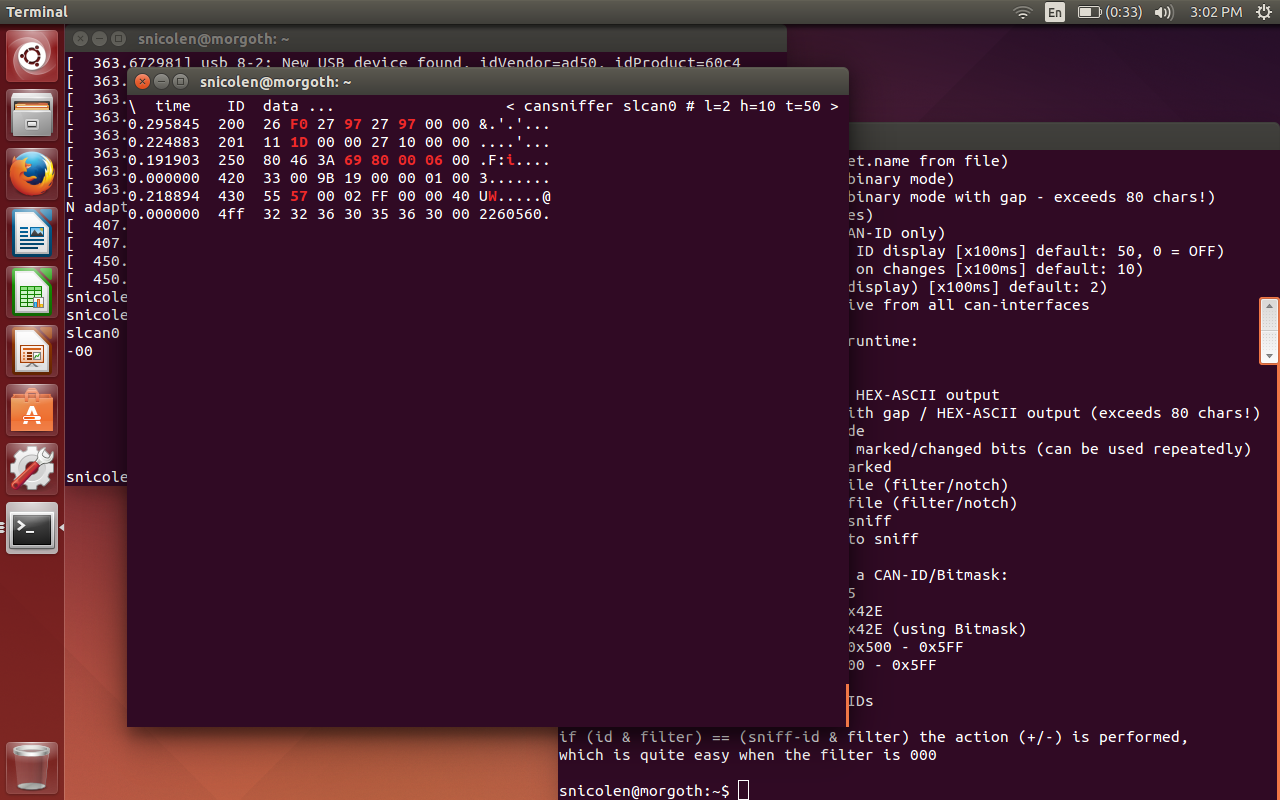 Terminal
En
(0:33)
3:02 PM
snicolen@morgoth: ~
[  363.672981] usb 8-2: New USB device found, idVendor=ad50, idProduct=60c4
[  363.
[  363.
[  363.
[  363.
[  363.
[  363.
[  363.
N adapt
[  407.
[  407.
[  450.
[  450.
snicole
snicole
slcan0
-00
snicole
snicolen@morgoth: ~
\  time    ID  data ...                    < cansniffer slcan0 # l=2 h=10 t=50 >
0.295845  200  26 F0 27 97 27 97 00 00 &.'.'...
0.224883  201  11 1D 00 00 27 10 00 00 ....'...
0.191903  250  80 46 3A 69 80 00 06 00 .F:i....
0.000000  420  33 00 9B 19 00 00 01 00 3.......
0.218894  430  55 57 00 02 FF 00 00 40 UW.....@
0.000000  4ff  32 32 36 30 35 36 30 00 2260560.
et.name from file)
binary mode)
binary mode with gap - exceeds 80 chars!)
es)
AN-ID only)
ID display [x100ms] default: 50, 0 = OFF)
on changes [x100ms] default: 10)
display) [x100ms] default: 2)
ive from all can-interfaces
runtime:
HEX-ASCII output
ith gap / HEX-ASCII output (exceeds 80 chars!)
de
marked/changed bits (can be used repeatedly)
arked
ile (filter/notch)
file (filter/notch)
sniff
to sniff
a CAN-ID/Bitmask:
5
x42E
x42E (using Bitmask)
0x500 - 0x5FF
00 - 0x5FF
IDs
if (id & filter) == (sniff-id & filter) the action (+/-) is performed,
which is quite easy when the filter is 000
snicolen@morgoth:~$